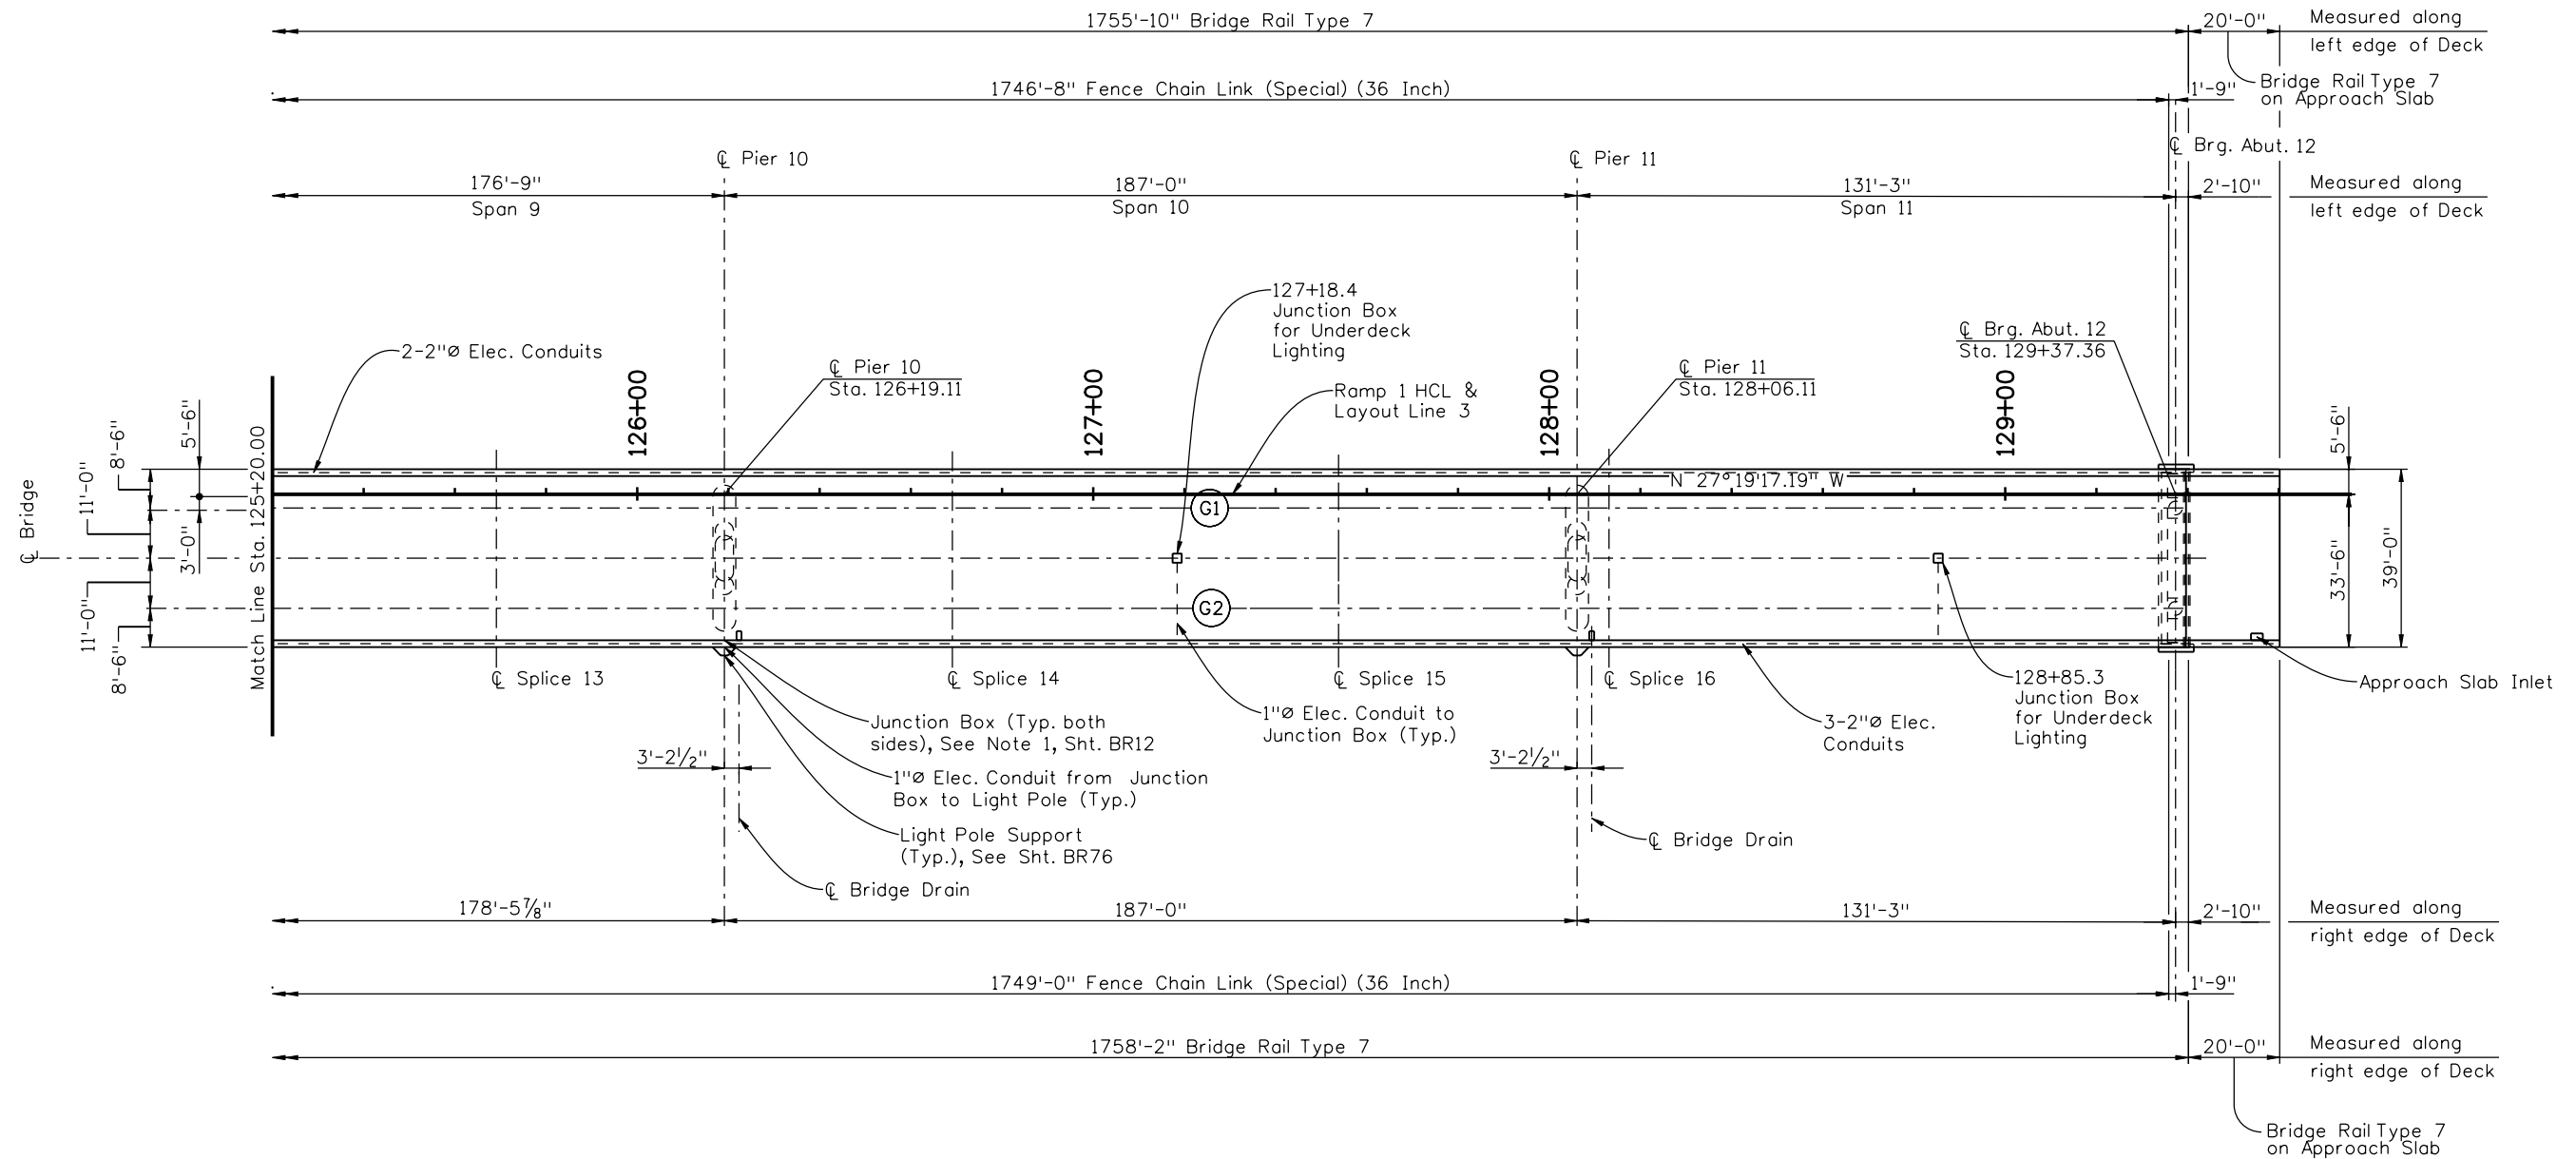 1755'-10" Bridge Rail Type 7
20'-0"
Measured along
left edge of Deck
Bridge Rail Type 7
on Approach Slab
1746'-8" Fence Chain Link (Special) (36 Inch)
1'-9"
℄ Pier 10
℄ Pier 11
℄ Brg. Abut. 12
176'-9"
Span 9
187'-0"
Span 10
131'-3"
Span 11
2'-10"
Measured along
left edge of Deck
127+18.4
Junction Box
for Underdeck
Lighting
2-2"Ø Elec. Conduits
℄ Pier 10
Sta. 126+19.11
Ramp 1 HCL &
Layout Line 3
℄ Pier 11
Sta. 128+06.11
℄ Brg. Abut. 12
Sta. 129+37.36
126+00
127+00
128+00
129+00
℄ Bridge
8'-6"
11'-0"
11'-0"
8'-6"
5'-6"
3'-0"
Match Line Sta. 125+20.00
N 27°19'17.19" W
G1
G2
5'-6"
33'-6"
39'-0"
℄ Splice 13
℄ Splice 14
℄ Splice 15
℄ Splice 16
Junction Box (Typ. both
sides), See Note 1, Sht. BR12
1"Ø Elec. Conduit from Junction
Box to Light Pole (Typ.)
Light Pole Support
(Typ.), See Sht. BR76
3'-2½"
℄ Bridge Drain
1"Ø Elec. Conduit to
Junction Box (Typ.)
3'-2½"
℄ Bridge Drain
3-2"Ø Elec.
Conduits
128+85.3
Junction Box
for Underdeck
Lighting
Approach Slab Inlet
178'-5⅞"
187'-0"
131'-3"
2'-10"
Measured along
right edge of Deck
1749'-0" Fence Chain Link (Special) (36 Inch)
1'-9"
1758'-2" Bridge Rail Type 7
20'-0"
Measured along
right edge of Deck
Bridge Rail Type 7
on Approach Slab